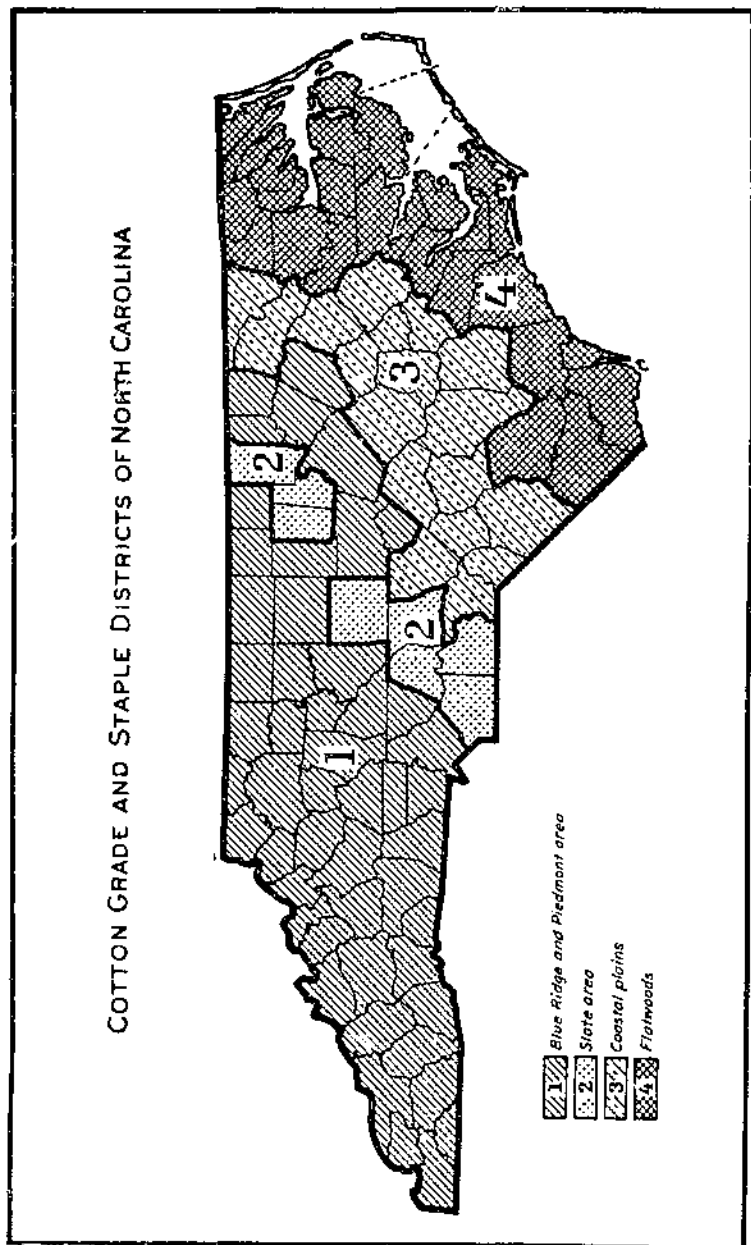 COTTON GRADE AND STAPLE DISTRICTS OF NORTH CAROLINA
1
2
2
3
4
1 Blue Ridge and Piedmont area
2 Slate area
3 Coastal plains
4 Flatwoods